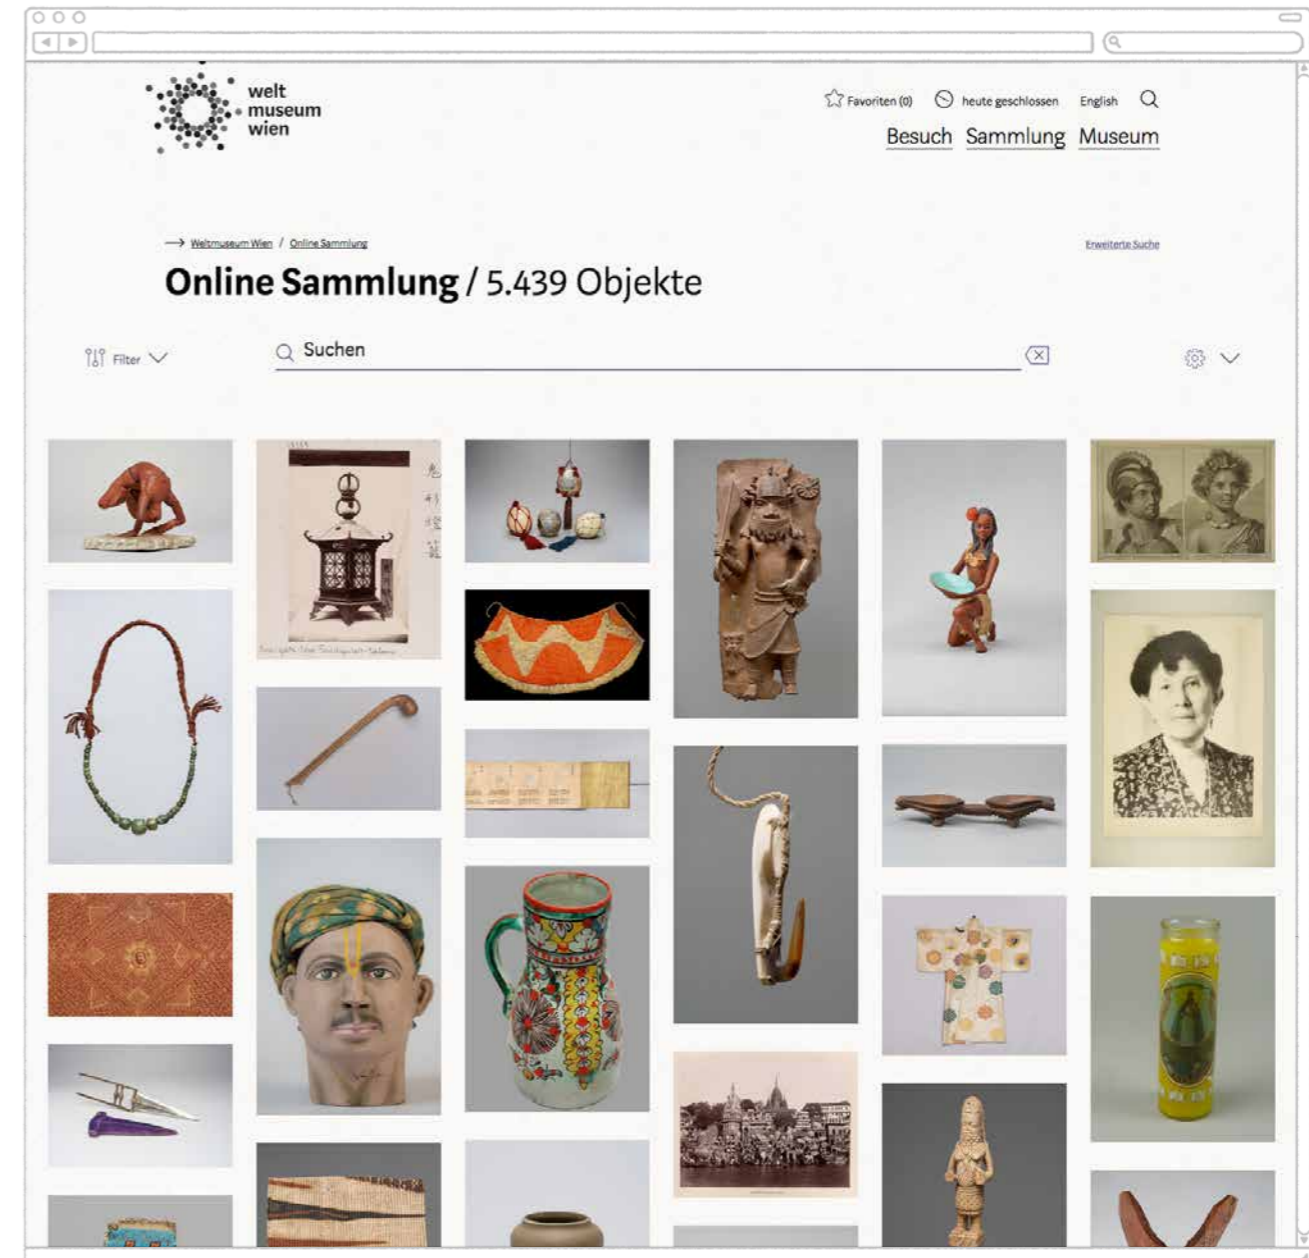 welt
museum
wien
Favoriten (0) heute geschlossen English
Besuch Sammlung Museum
Weltmuseum Wien / Online Sammlung
Erweiterte Suche
Online Sammlung / 5.439 Objekte
Filter
Suchen